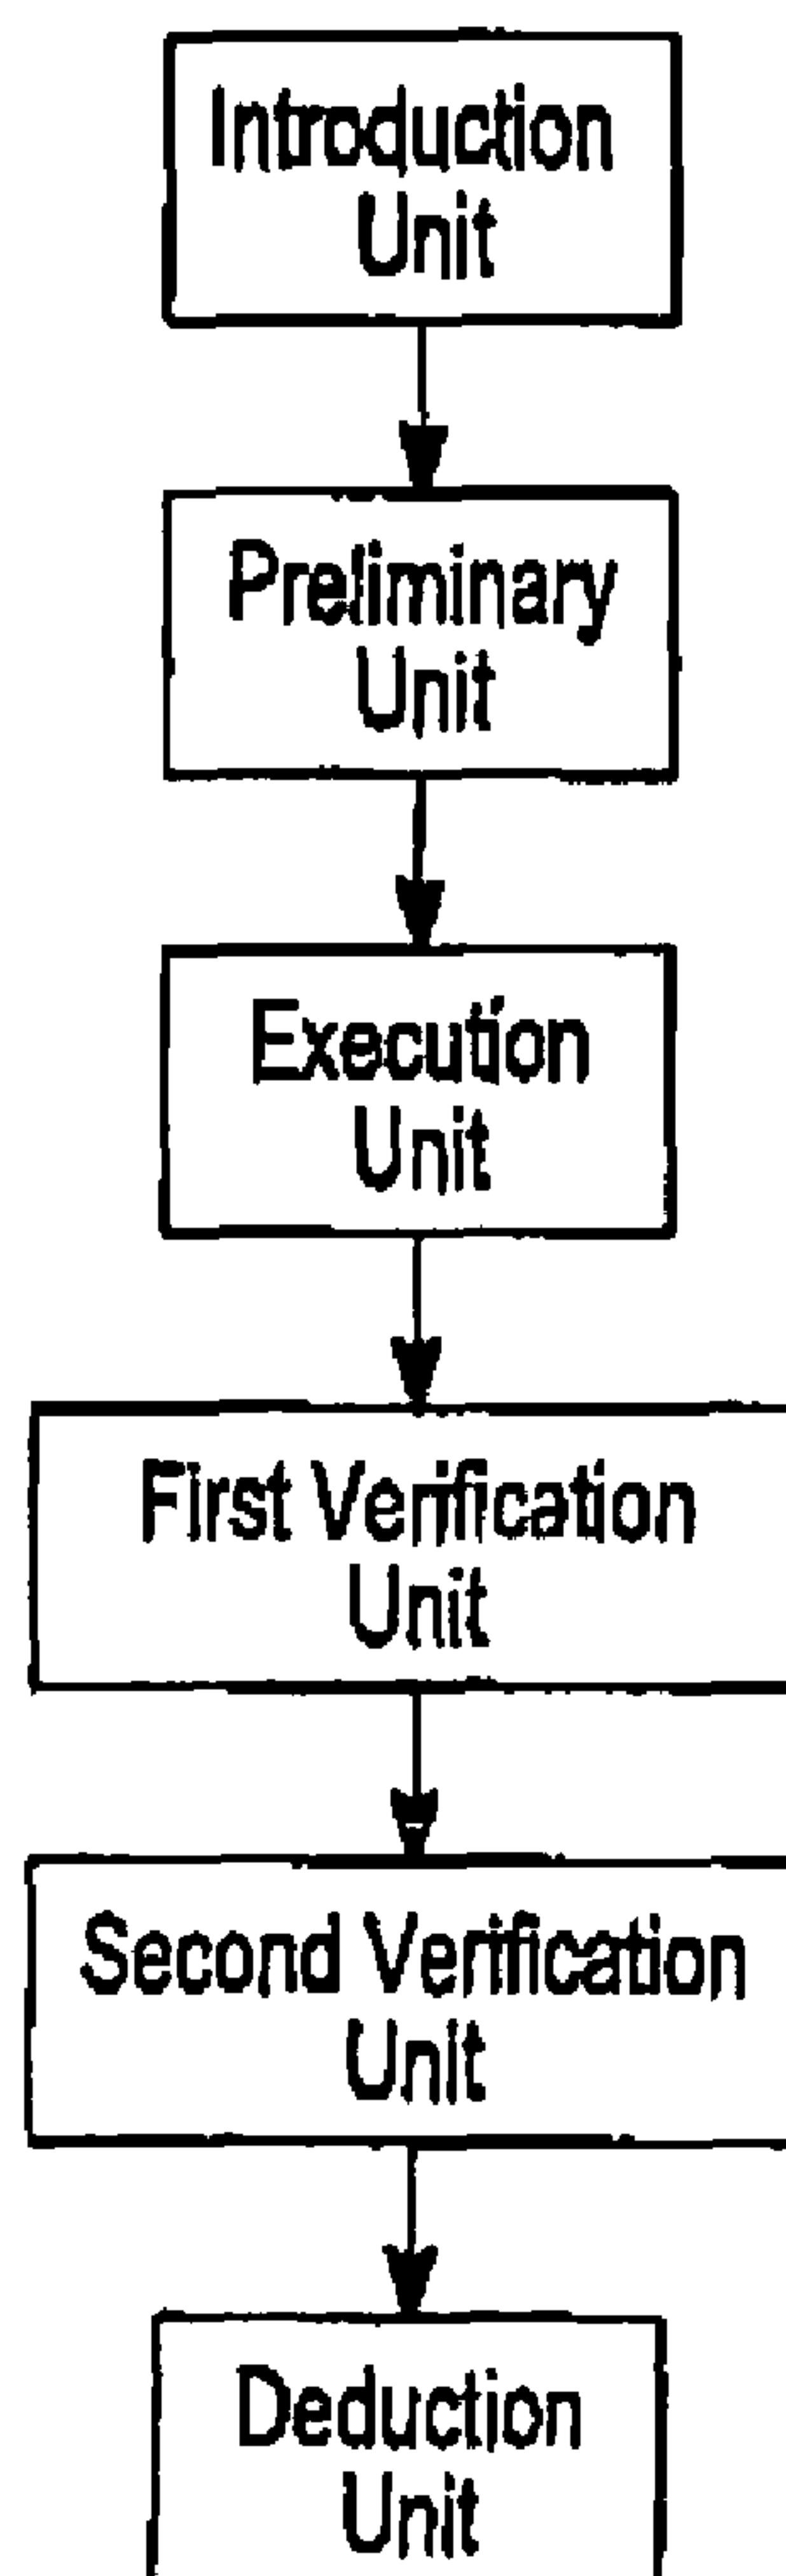 Introduction
Unit
Preliminary
Unit
Execution
Unit
First Verification
Unit
Second Verification
Unit
Deduction
Unit